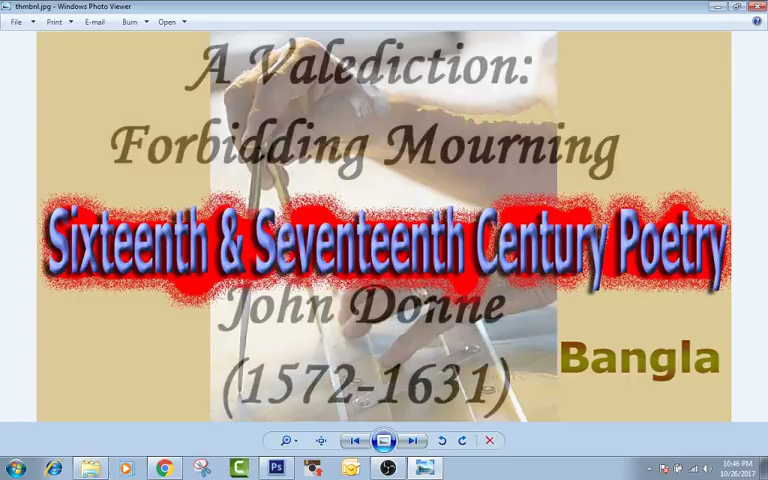 thmbnl.jpg - Windows Photo Viewer
File Print E-mail Burn Open
A Valediction:
Forbidding Mourning
Sixteenth & Seventeenth Century Poetry
John Donne
(1572-1631)
Bangla
Ps
10:46 PM
10/26/2017